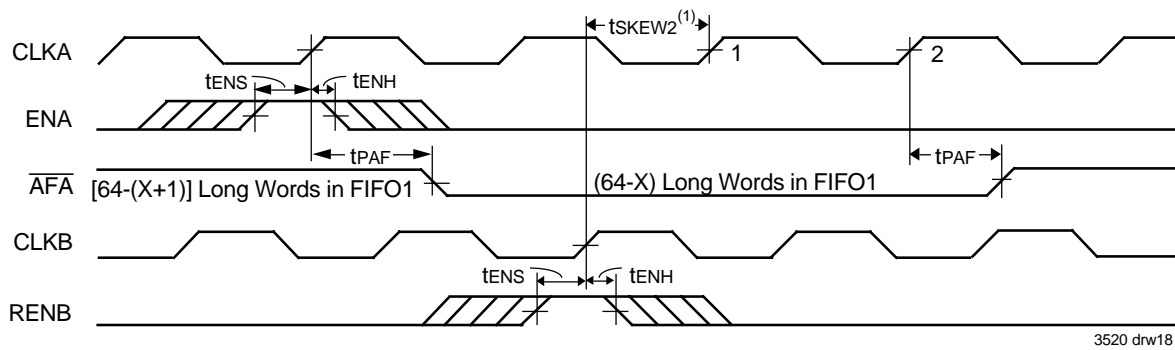 tSKEW2(1)
CLKA
1
2
tENS
tENH
ENA
tPAF
tPAF
AFA
[64-(X+1)] Long Words in FIFO1
(64-X) Long Words in FIFO1
CLKB
tENS
tENH
RENB
3520 drw18